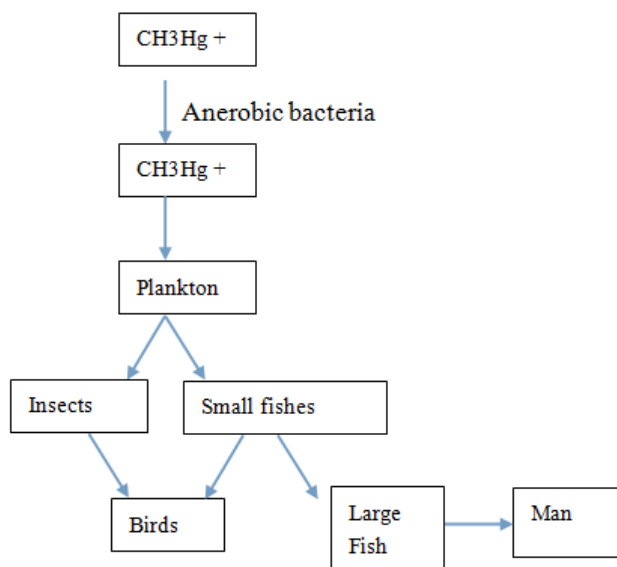 CH3Hg +
Anerobic bacteria
CH3Hg +
Plankton
Insects
Small fishes
Birds
Large
Fish
Man